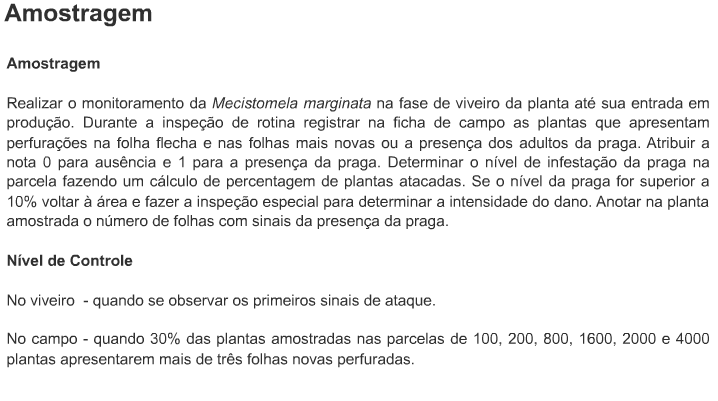 Amostragem
Amostragem
Realizar o monitoramento da Mecistomela marginata na fase de viveiro da planta até sua entrada em
produção. Durante a inspeção de rotina registrar na ficha de campo as plantas que apresentam
perfurações na folha flecha e nas folhas mais novas ou a presença dos adultos da praga. Atribuir a
nota 0 para ausência e 1 para a presença da praga. Determinar o nível de infestação da praga na
parcela fazendo um cálculo de percentagem de plantas atacadas. Se o nível da praga for superior a
10% voltar à área e fazer a inspeção especial para determinar a intensidade do dano. Anotar na planta
amostrada o número de folhas com sinais da presença da praga.
Nível de Controle
No viveiro - quando se observar os primeiros sinais de ataque.
No campo - quando 30% das plantas amostradas nas parcelas de 100, 200, 800, 1600, 2000 e 4000
plantas apresentarem mais de três folhas novas perfuradas.